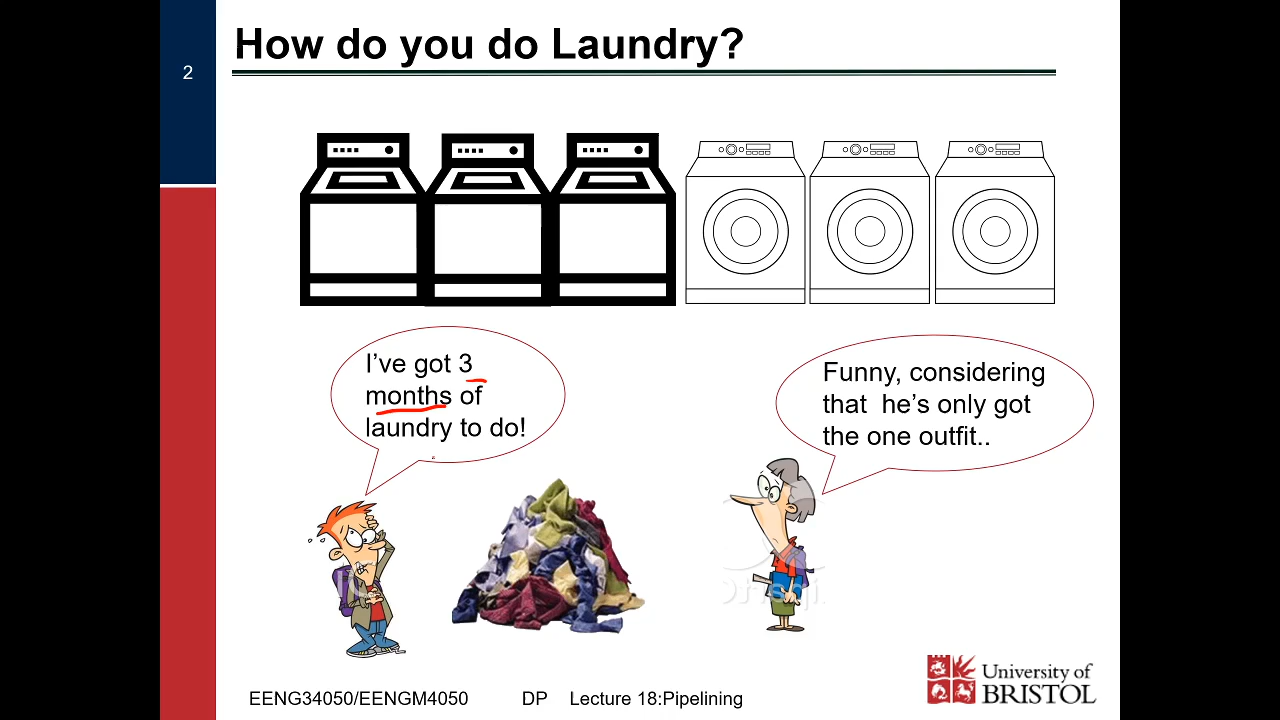 How do you do Laundry?
2
I've got 3
months of
laundry to do!
Funny, considering
that he's only got
the one outfit..
EENG34050/EENGM4050 DP Lecture 18:Pipelining
University of
BRISTOL